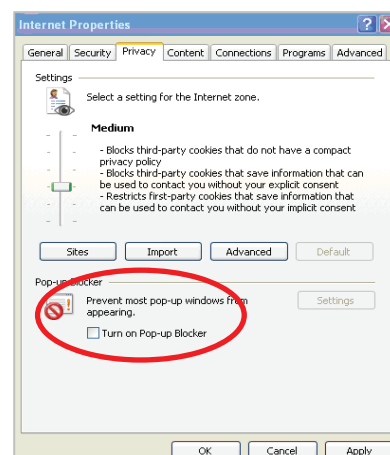 Internet Properties
General Security Privacy Content Connections Programs Advanced
Settings
Select a setting for the Internet zone.
Medium
- Blocks third-party cookies that do not have a compact
privacy policy
- Blocks third-party cookies that save information that can
be used to contact you without your explicit consent
- Restricts first-party cookies that save information that
can be used to contact you without your implicit consent
Sites Import Advanced Default
Pop-up Blocker
Prevent most pop-up windows from
appearing.
Settings
Turn on Pop-up Blocker
OK Cancel Apply